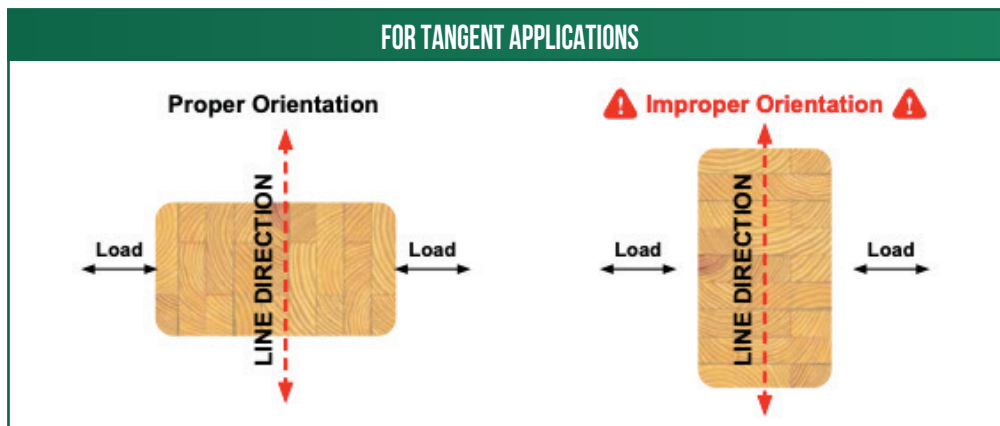 FOR TANGENT APPLICATIONS
Proper Orientation
LINE DIRECTION
Load
Load
Improper Orientation
LINE DIRECTION
Load
Load